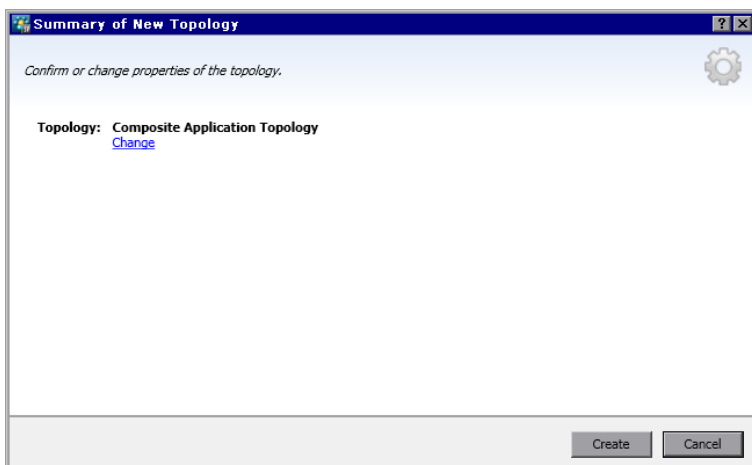 Summary of New Topology
Confirm or change properties of the topology.
Topology: Composite Application Topology
Change
Create Cancel